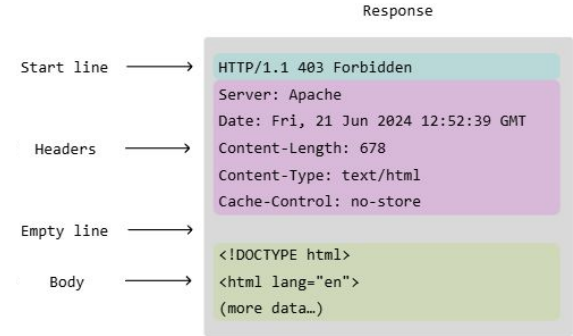 Response
Start line
HTTP/1.1 403 Forbidden
Headers
Server: Apache
Date: Fri, 21 Jun 2024 12:52:39 GMT
Content-Length: 678
Content-Type: text/html
Cache-Control: no-store
Empty line
Body
<!DOCTYPE html>
<html lang="en">
(more data…)